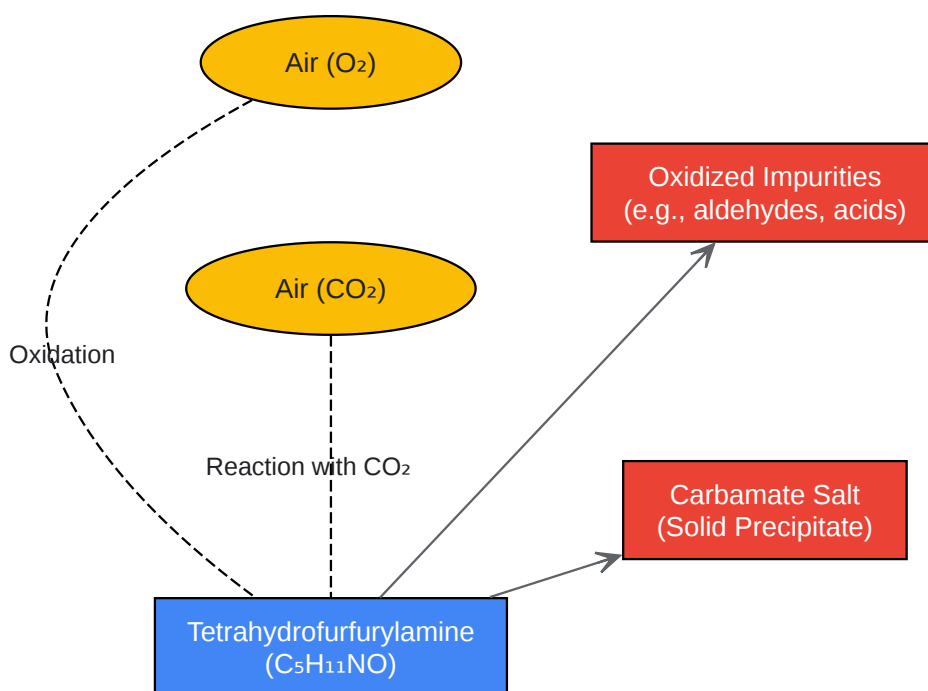 Air (O₂)
Oxidized Impurities
(e.g., aldehydes, acids)
Air (CO₂)
Oxidation
Reaction with CO₂
Carbamate Salt
(Solid Precipitate)
Tetrahydrofurfurylamine
(C₅H₁₁NO)